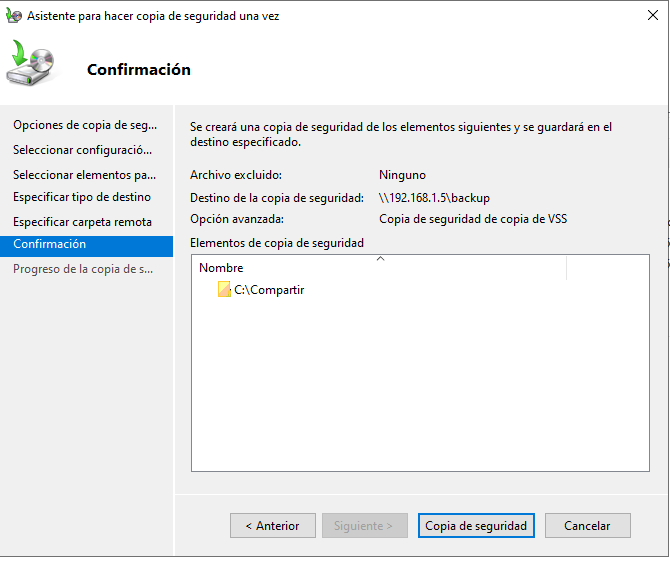 Asistente para hacer copia de seguridad una vez
Confirmación
Opciones de copia de seg...
Seleccionar configuració...
Seleccionar elementos pa...
Especificar tipo de destino
Especificar carpeta remota
Confirmación
Progreso de la copia de s...
Se creará una copia de seguridad de los elementos siguientes y se guardará en el
destino especificado.
Archivo excluido: Ninguno
Destino de la copia de seguridad: \\192.168.1.5\backup
Opción avanzada: Copia de seguridad de copia de VSS
Elementos de copia de seguridad
Nombre
C:\Compartir
< Anterior
Siguiente >
Copia de seguridad
Cancelar